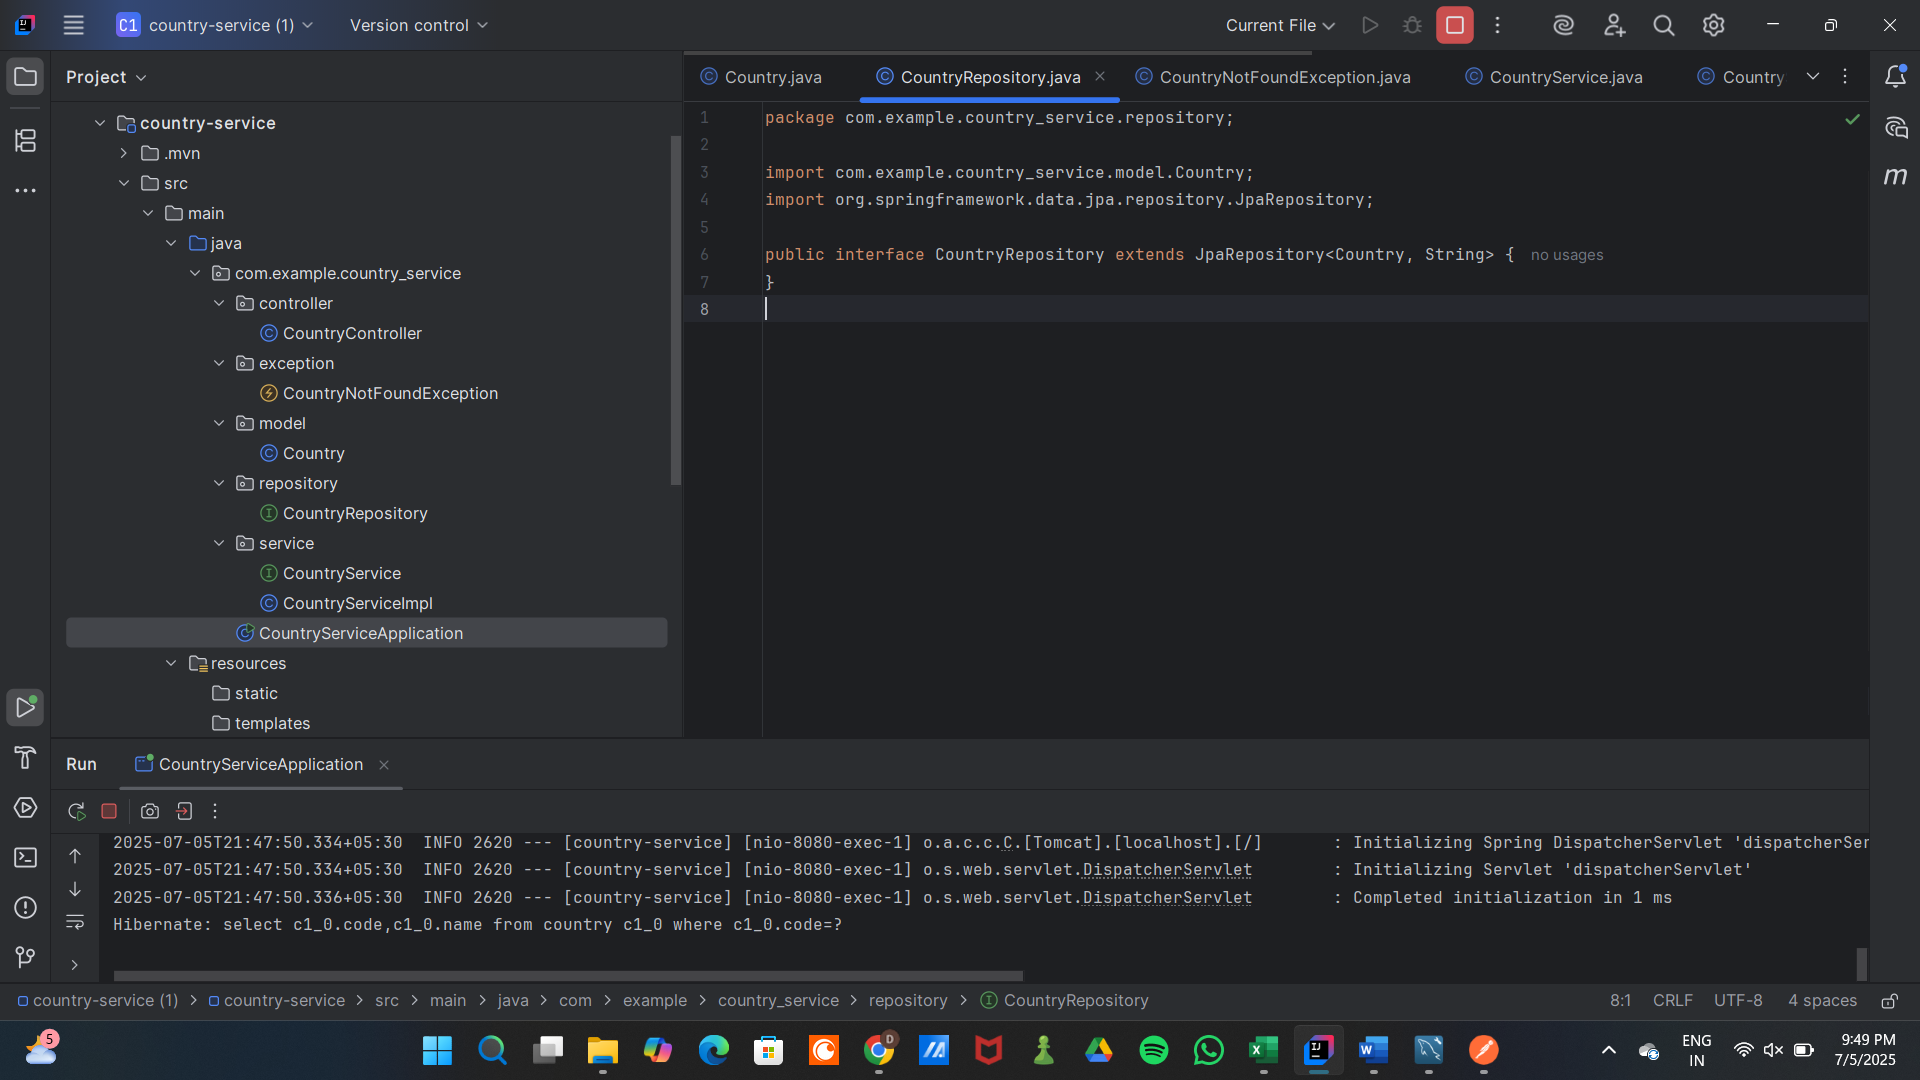 C1 country-service (1) Version control Current File
Project
Country.java CountryRepository.java CountryNotFoundException.java CountryService.java Country
country-service
.mvn
src
main
java
com.example.country_service
controller
CountryController
exception
CountryNotFoundException
model
Country
repository
CountryRepository
service
CountryService
CountryServiceImpl
CountryServiceApplication
resources
static
templates
1 package com.example.country_service.repository;
2
3 import com.example.country_service.model.Country;
4 import org.springframework.data.jpa.repository.JpaRepository;
5
6 public interface CountryRepository extends JpaRepository<Country, String> { no usages
7 }
8
Run CountryServiceApplication
2025-07-05T21:47:50.334+05:30 INFO 2620 --- [country-service] [nio-8080-exec-1] o.a.c.c.C.[Tomcat].[localhost].[/] : Initializing Spring DispatcherServlet 'dispatcherSer
2025-07-05T21:47:50.334+05:30 INFO 2620 --- [country-service] [nio-8080-exec-1] o.s.web.servlet.DispatcherServlet : Initializing Servlet 'dispatcherServlet'
2025-07-05T21:47:50.336+05:30 INFO 2620 --- [country-service] [nio-8080-exec-1] o.s.web.servlet.DispatcherServlet : Completed initialization in 1 ms
Hibernate: select c1_0.code,c1_0.name from country c1_0 where c1_0.code=?
country-service (1) > country-service > src > main > java > com > example > country_service > repository > CountryRepository 8:1 CRLF UTF-8 4 spaces
5
ENG
IN
9:49 PM
7/5/2025